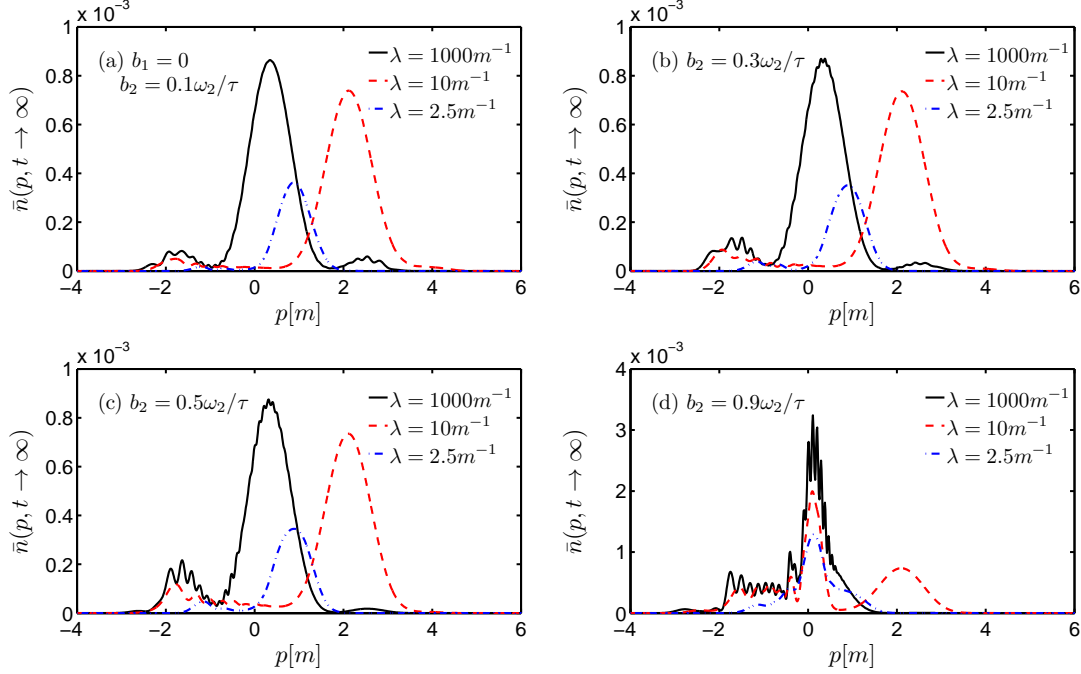 x 10⁻³
1
0.8
0.6
0.4
0.2
0
n̄(p, t → ∞)
(a) b₁ = 0
b₂ = 0.1ω₂/τ
λ = 1000m⁻¹
λ = 10m⁻¹
λ = 2.5m⁻¹
−4 −2 0 2 4 6
p[m]
x 10⁻³
1
0.8
0.6
0.4
0.2
0
n̄(p, t → ∞)
(b) b₂ = 0.3ω₂/τ
λ = 1000m⁻¹
λ = 10m⁻¹
λ = 2.5m⁻¹
−4 −2 0 2 4 6
p[m]
x 10⁻³
1
0.8
0.6
0.4
0.2
0
n̄(p, t → ∞)
(c) b₂ = 0.5ω₂/τ
λ = 1000m⁻¹
λ = 10m⁻¹
λ = 2.5m⁻¹
−4 −2 0 2 4 6
p[m]
x 10⁻³
4
3
2
1
0
n̄(p, t → ∞)
(d) b₂ = 0.9ω₂/τ
λ = 1000m⁻¹
λ = 10m⁻¹
λ = 2.5m⁻¹
−4 −2 0 2 4 6
p[m]